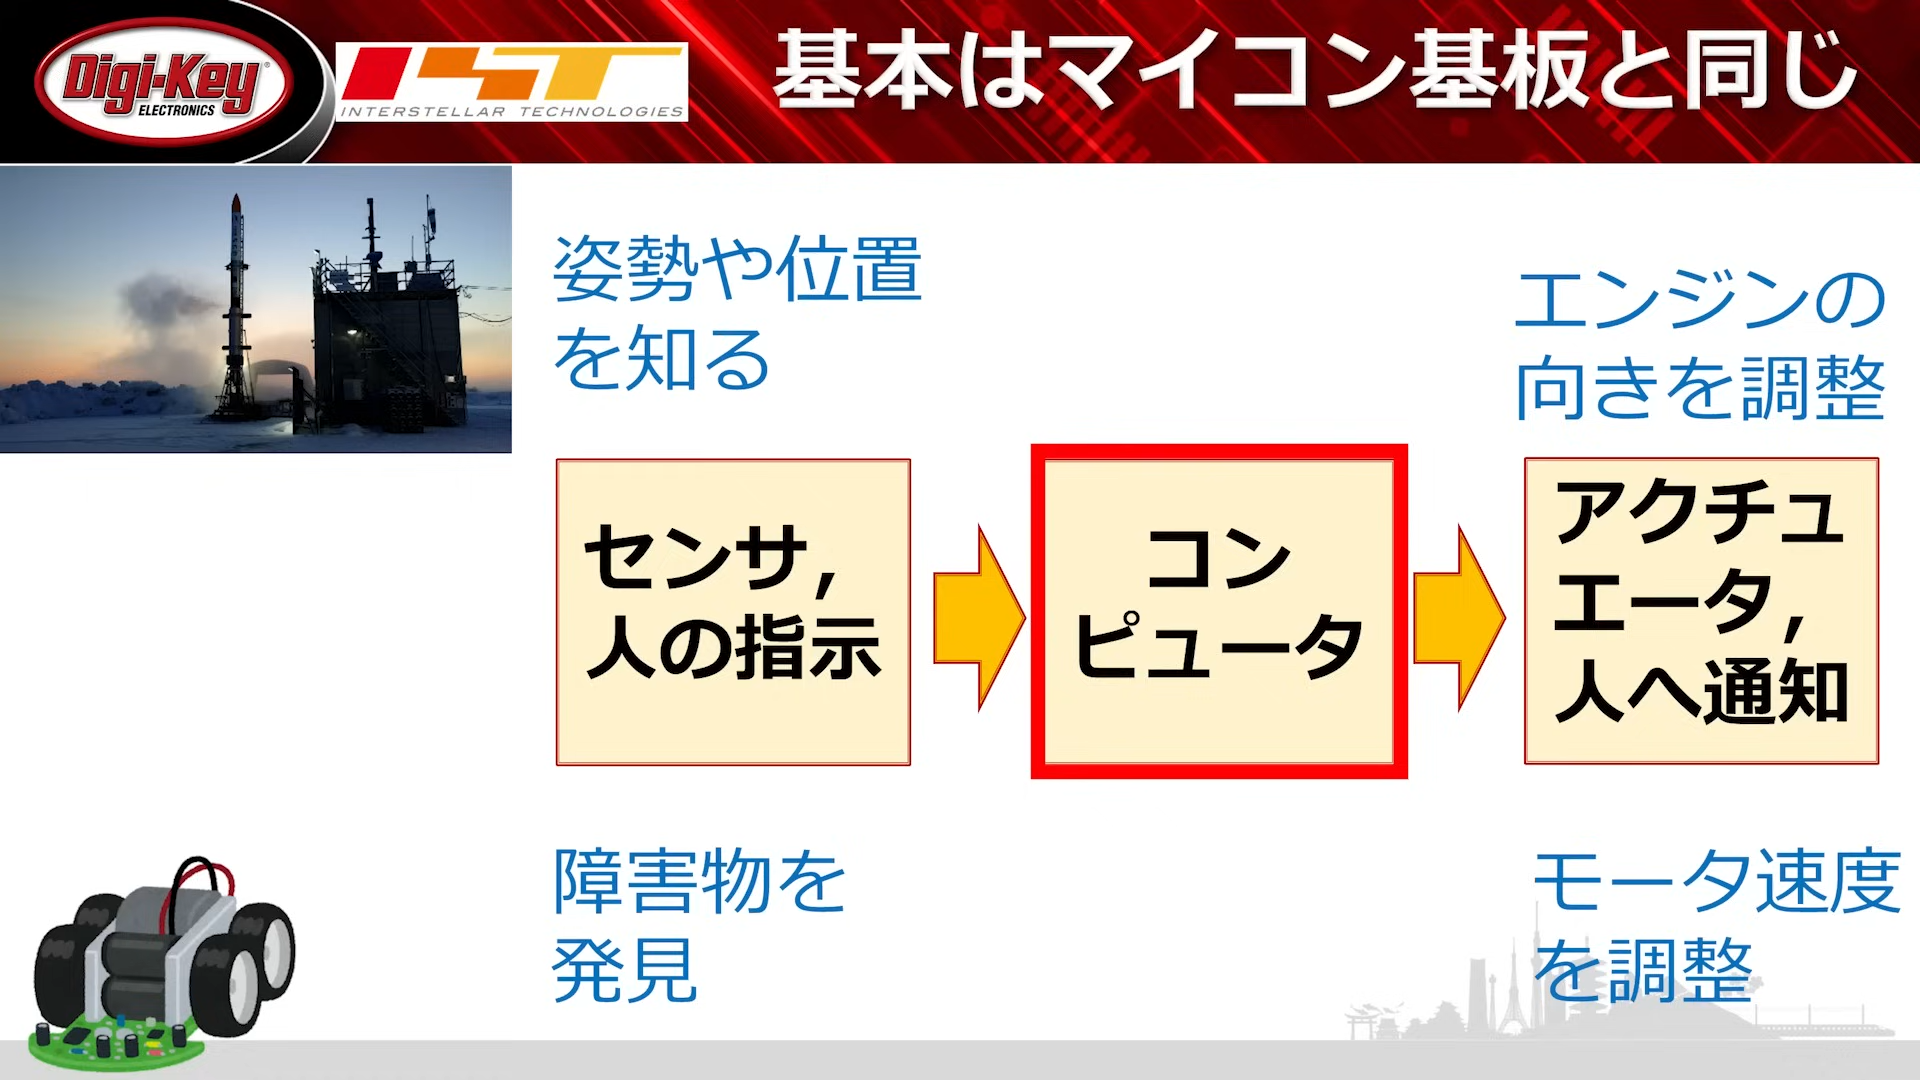 Digi-Key
ELECTRONICS
IST
INTERSTELLAR TECHNOLOGIES
基本はマイコン基板と同じ
姿勢や位置
を知る
エンジンの
向きを調整
センサ,
人の指示
コン
ピュータ
アクチュ
エータ,
人へ通知
障害物を
発見
モータ速度
を調整